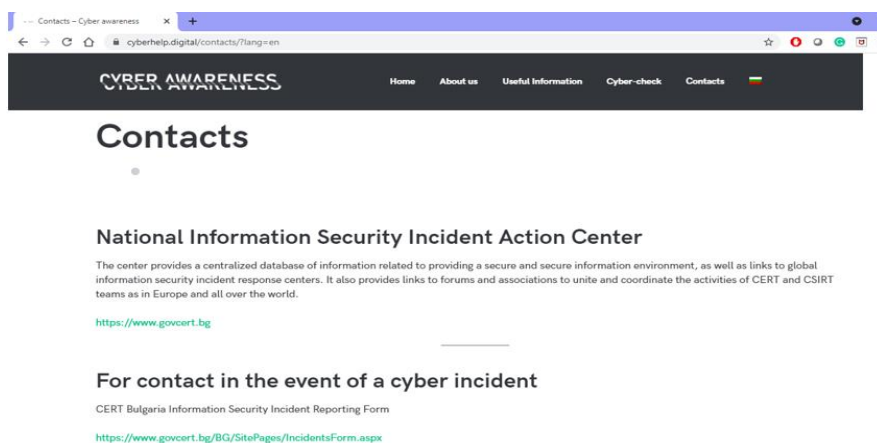 Contacts – Cyber awareness
cyberhelp.digital/contacts/?lang=en
CYBER AWARENESS
Home About us Useful Information Cyber-check Contacts
Contacts
National Information Security Incident Action Center
The center provides a centralized database of information related to providing a secure and secure information environment, as well as links to global
information security incident response centers. It also provides links to forums and associations to unite and coordinate the activities of CERT and CSIRT
teams as in Europe and all over the world.
https://www.govcert.bg
For contact in the event of a cyber incident
CERT Bulgaria Information Security Incident Reporting Form
https://www.govcert.bg/BG/SitePages/IncidentsForm.aspx